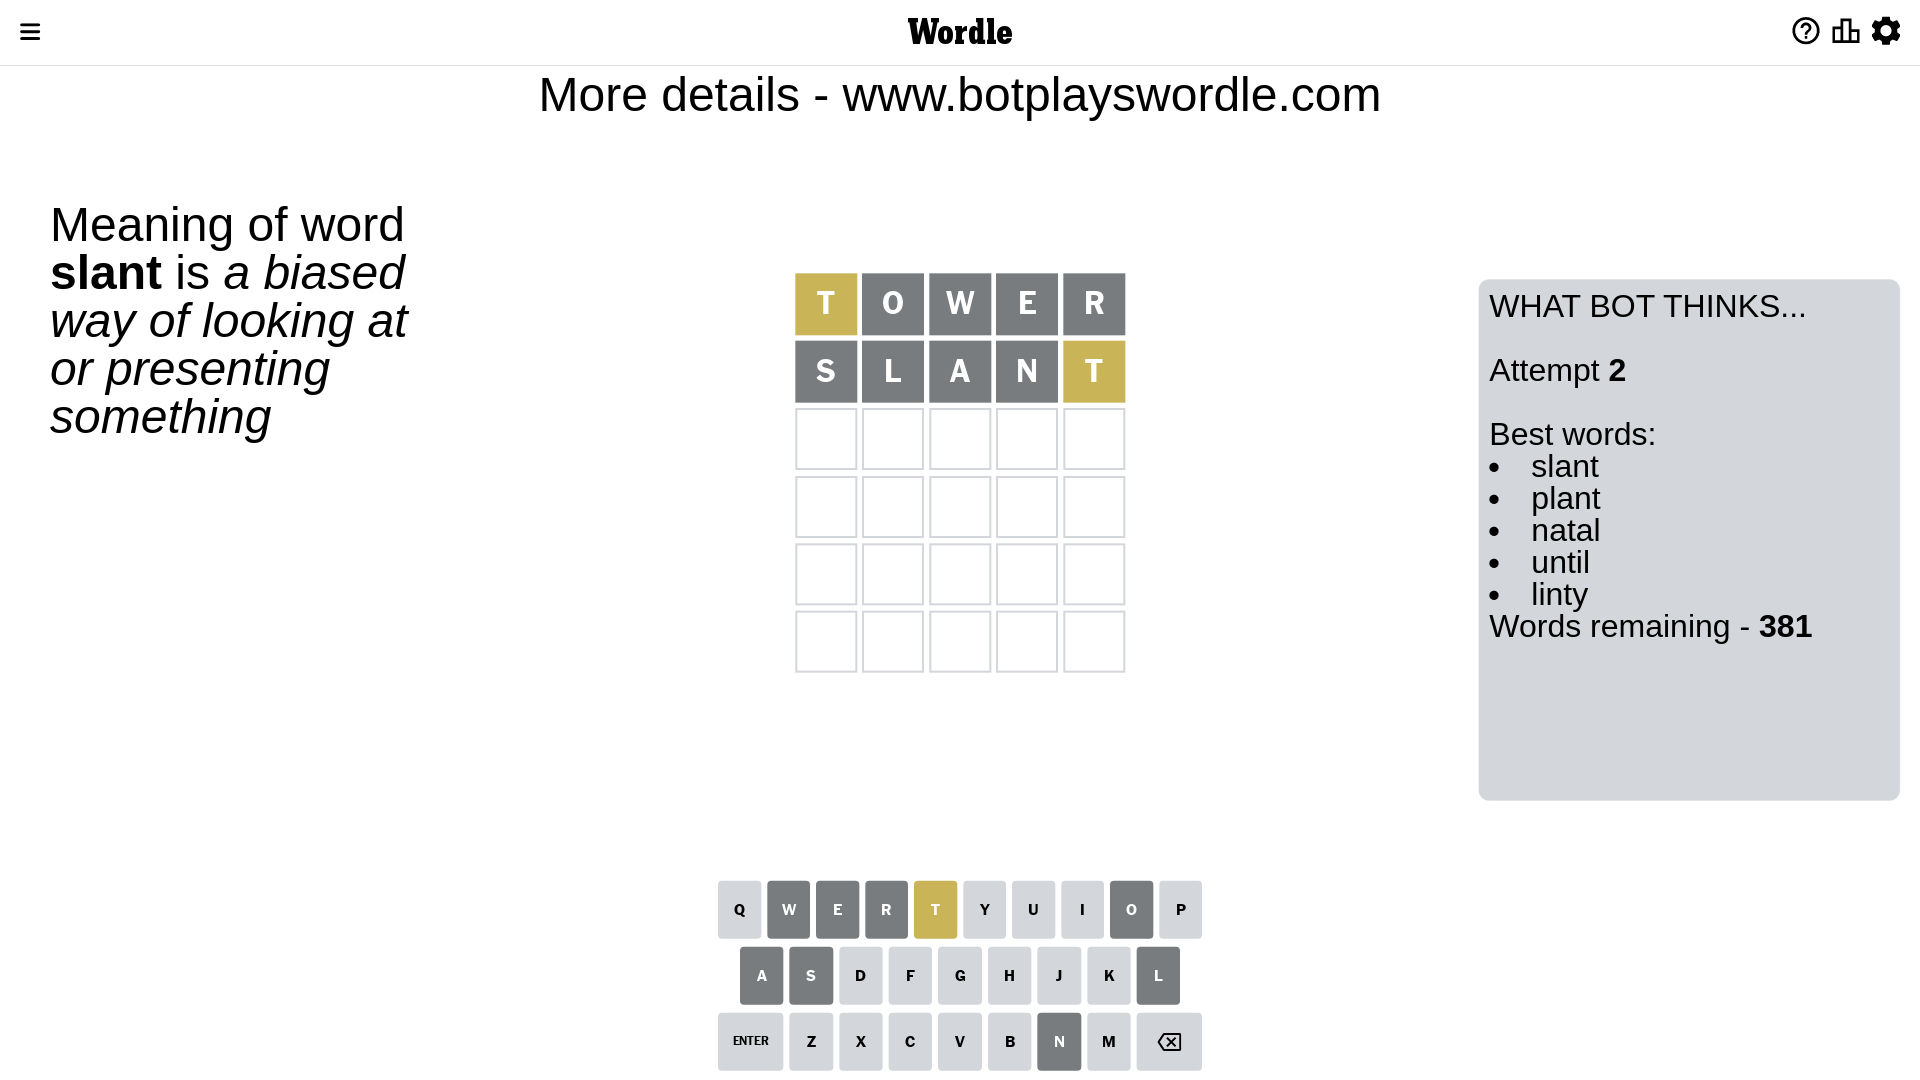 Wordle
More details - www.botplayswordle.com
Meaning of word
slant is a biased
way of looking at
or presenting
something
T O W E R
S L A N T
WHAT BOT THINKS...
Attempt 2
Best words:
• slant
• plant
• natal
• until
• linty
Words remaining - 381
Q W E R T Y U I O P
A S D F G H J K L
ENTER Z X C V B N M